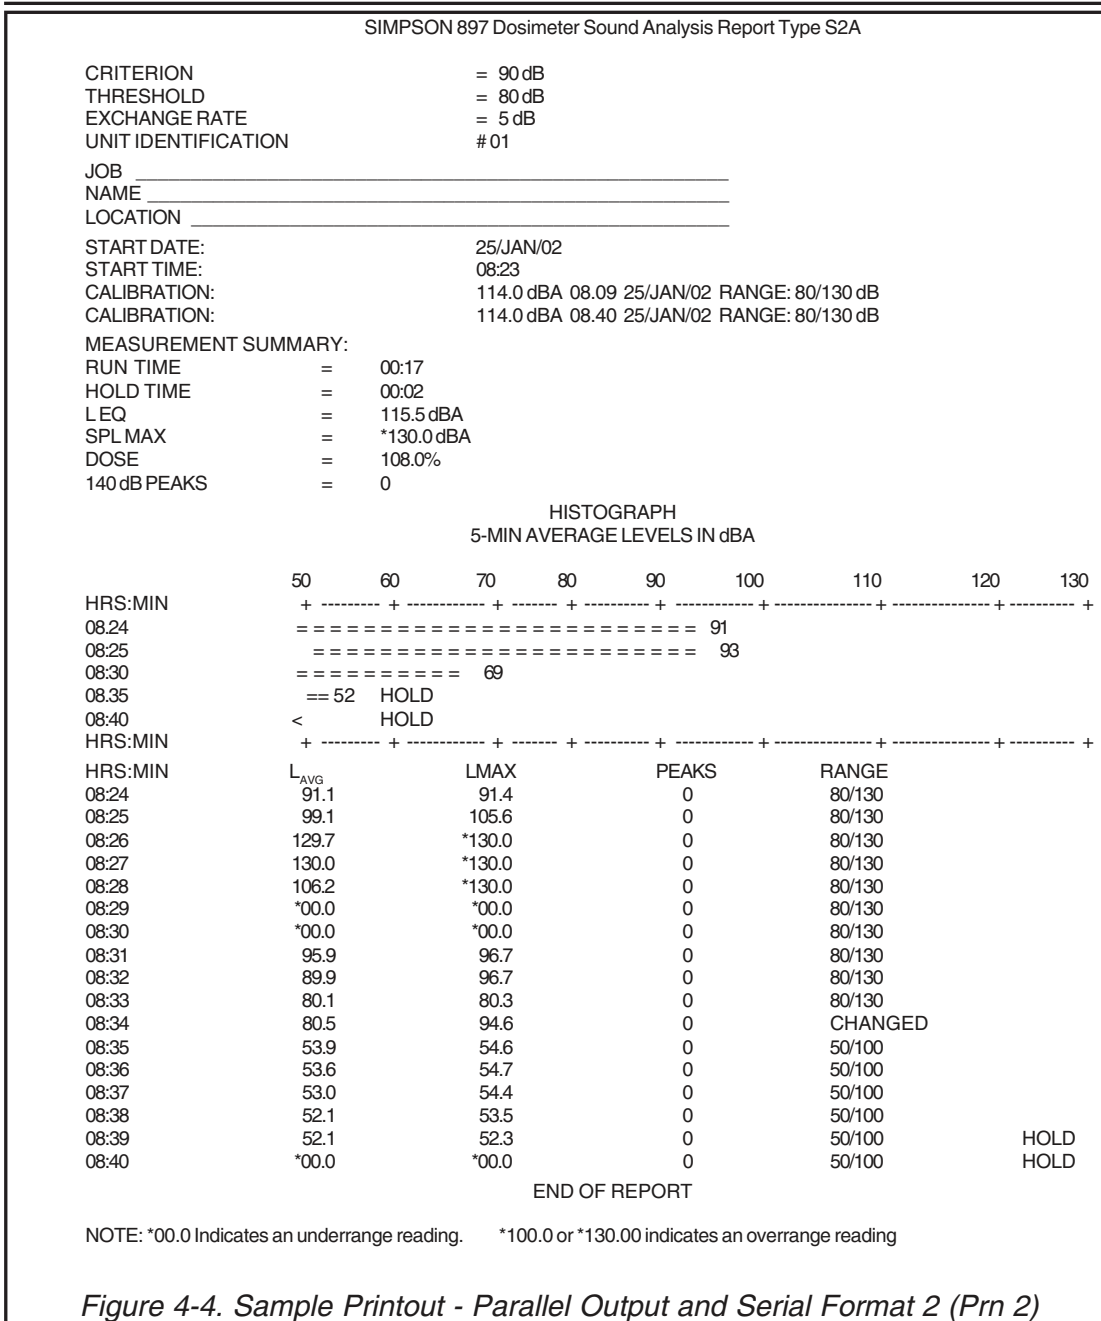 SIMPSON 897 Dosimeter Sound Analysis Report Type S2A
CRITERION = 90 dB
THRESHOLD = 80 dB
EXCHANGE RATE = 5 dB
UNIT IDENTIFICATION # 01
JOB ____________________
NAME ____________________
LOCATION ____________________
START DATE: 25/JAN/02
START TIME: 08:23
CALIBRATION: 114.0 dBA 08.09 25/JAN/02 RANGE: 80/130 dB
CALIBRATION: 114.0 dBA 08.40 25/JAN/02 RANGE: 80/130 dB
MEASUREMENT SUMMARY:
RUN TIME = 00:17
HOLD TIME = 00:02
L EQ = 115.5 dBA
SPL MAX = *130.0 dBA
DOSE = 108.0%
140 dB PEAKS = 0
HISTOGRAPH
5-MIN AVERAGE LEVELS IN dBA
50 60 70 80 90 100 110 120 130
HRS:MIN + --------- + ------------- + ------- + ---------- + ------------- + ---------------- + ---------------- + ---------- +
08.24 = = = = = = = = = = = = = = = = = = = = = = = = 91
08:25 = = = = = = = = = = = = = = = = = = = = = = = 93
08:30 = = = = = = = = = = 69
08.35 == 52 HOLD
08:40 < HOLD
HRS:MIN + --------- + ------------- + ------- + ---------- + ------------- + ---------------- + ---------------- + ---------- +
HRS:MIN LAVG LMAX PEAKS RANGE
08:24 91.1 91.4 0 80/130
08:25 99.1 105.6 0 80/130
08:26 129.7 *130.0 0 80/130
08:27 130.0 *130.0 0 80/130
08:28 106.2 *130.0 0 80/130
08:29 *00.0 *00.0 0 80/130
08:30 *00.0 *00.0 0 80/130
08:31 95.9 96.7 0 80/130
08:32 89.9 96.7 0 80/130
08:33 80.1 80.3 0 80/130
08:34 80.5 94.6 0 CHANGED
08:35 53.9 54.6 0 50/100
08:36 53.6 54.7 0 50/100
08:37 53.0 54.4 0 50/100
08:38 52.1 53.5 0 50/100
08:39 52.1 52.3 0 50/100 HOLD
08:40 *00.0 *00.0 0 50/100 HOLD
END OF REPORT
NOTE: *00.0 Indicates an underrange reading. *100.0 or *130.00 indicates an overrange reading
Figure 4-4. Sample Printout - Parallel Output and Serial Format 2 (Prn 2)